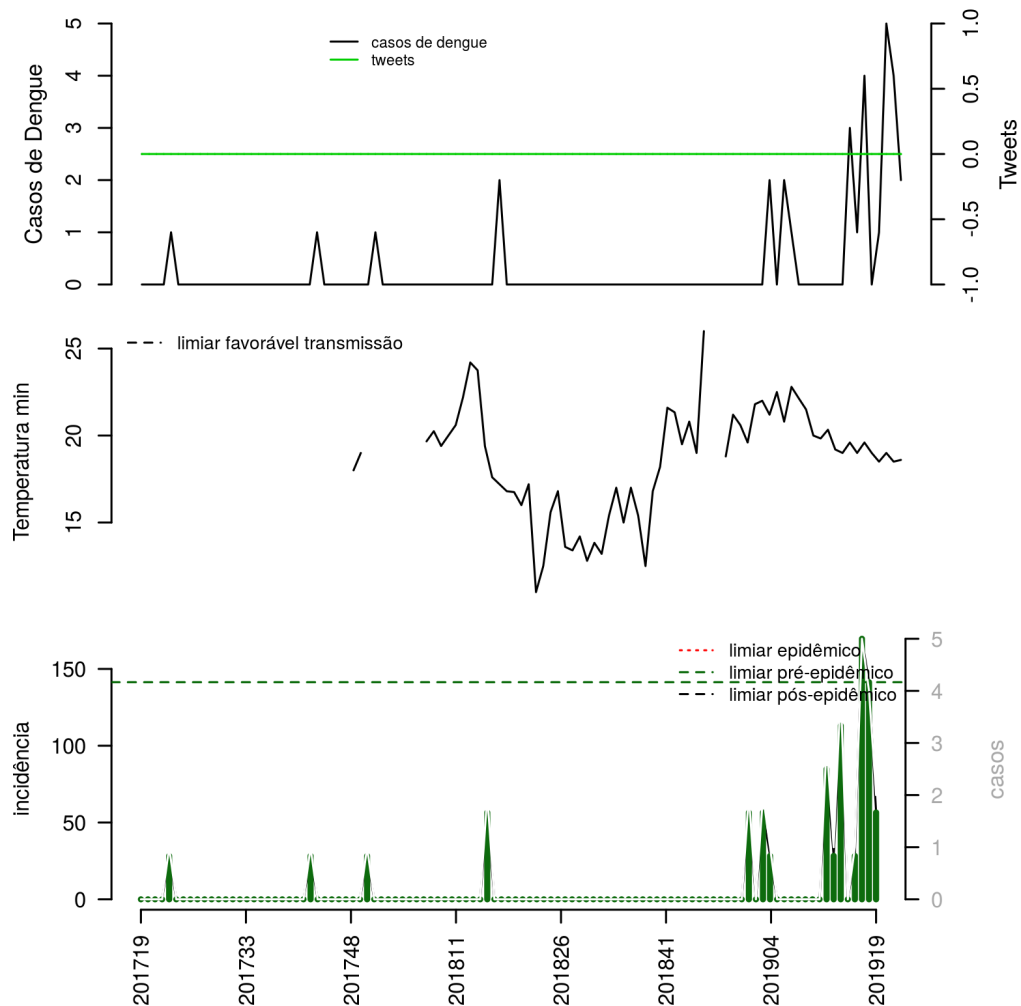 casos de dengue
tweets
Casos de Dengue
0
1
2
3
4
5
Tweets
-1.0
-0.5
0.0
0.5
1.0
limiar favorável transmissão
Temperatura min
15
20
25
limiar epidêmico
limiar pré-epidêmico
limiar pós-epidêmico
incidência
0
50
100
150
casos
0
1
2
3
4
5
201719
201733
201748
201811
201826
201841
201904
201919